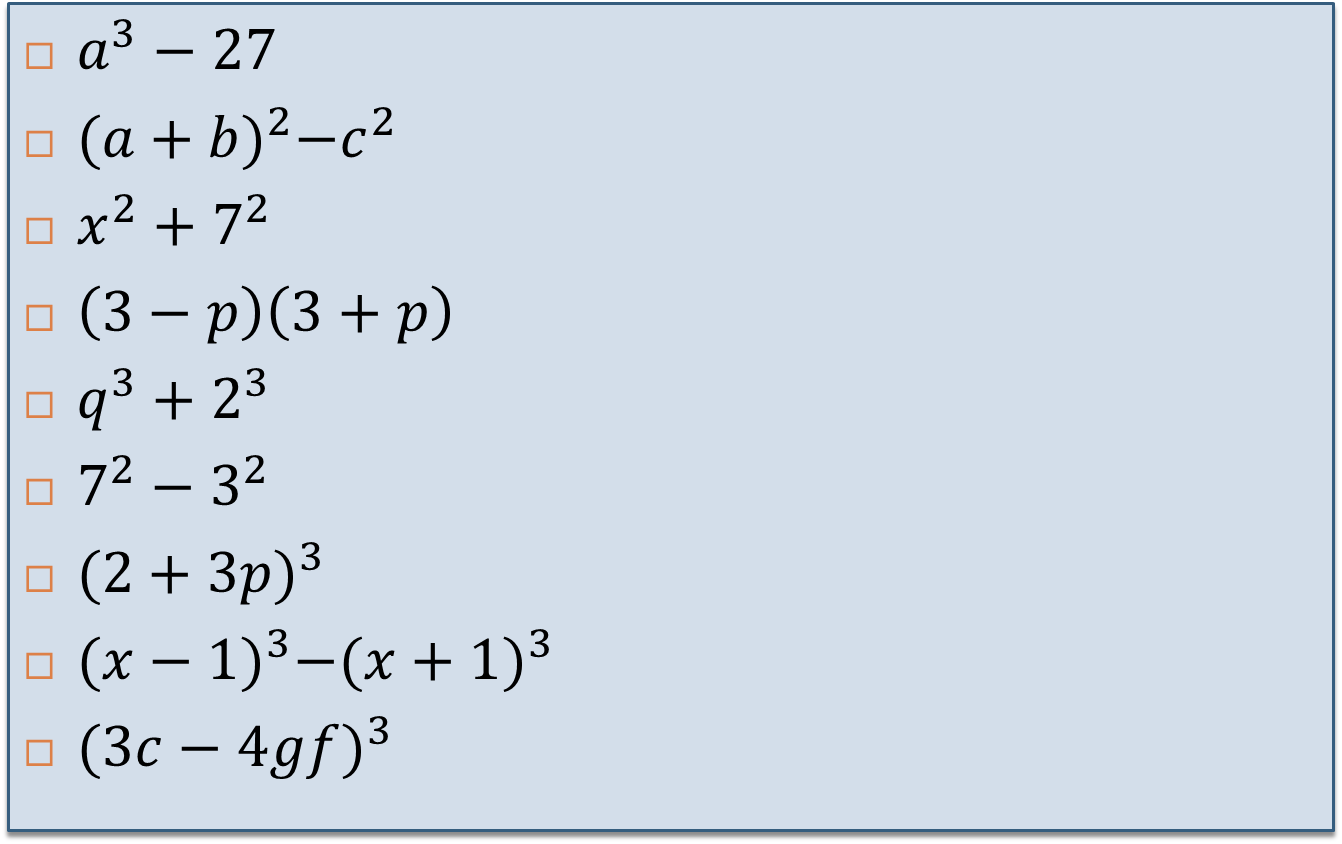 □ a³ − 27
□ (a + b)²−c²
□ x² + 7²
□ (3 − p)(3 + p)
□ q³ + 2³
□ 7² − 3²
□ (2 + 3p)³
□ (x − 1)³−(x + 1)³
□ (3c − 4gf)³